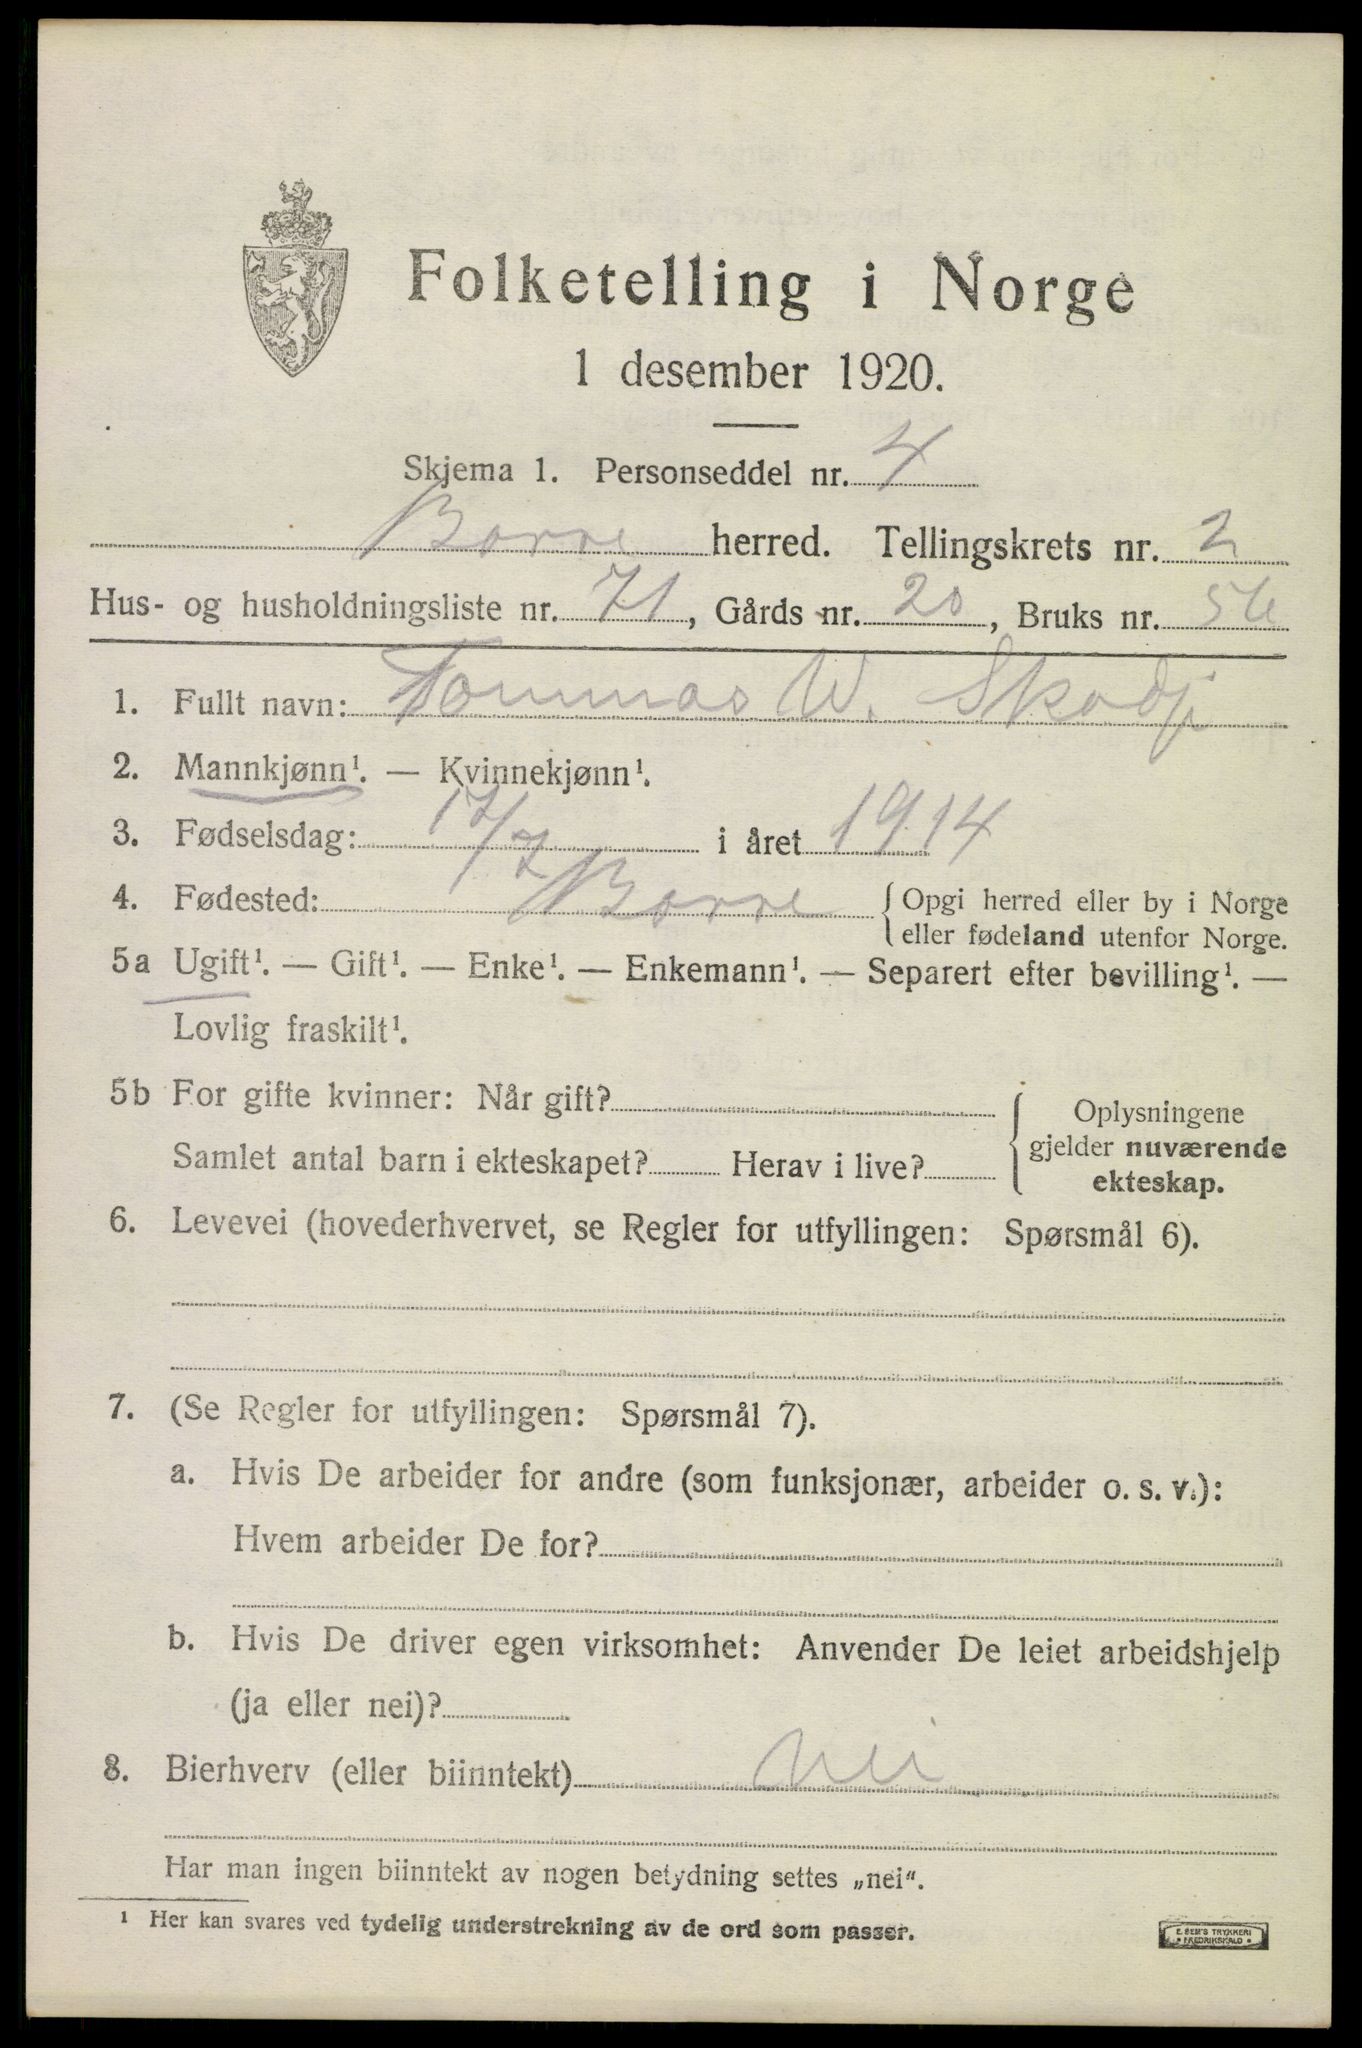 Folketelling i Norge
1 desember 1920.
Skjema 1. Personseddel nr. 4
Borre herred. Tellingskrets nr. 2
Hus- og husholdningsliste nr. 71, Gårds nr. 20, Bruks nr. 56
1. Fullt navn: Tommas W. Skodji
2. Mannkjønn¹. — Kvinnekjønn¹.
3. Fødselsdag: 17/7 i året 1914
4. Fødested: Borre { Opgi herred eller by i Norge
eller fødeland utenfor Norge.
5a Ugift¹. — Gift¹. — Enke¹. — Enkemann¹. — Separert efter bevilling¹. —
Lovlig fraskilt¹.
5b For gifte kvinner: Når gift? { Oplysningene
gjelder nuværende
Samlet antal barn i ekteskapet? Herav i live?
ekteskap.
6. Levevei (hovederhvervet, se Regler for utfyllingen: Spørsmål 6).
7. (Se Regler for utfyllingen: Spørsmål 7).
a. Hvis De arbeider for andre (som funksjonær, arbeider o. s. v.):
Hvem arbeider De for?
b. Hvis De driver egen virksomhet: Anvender De leiet arbeidshjelp
(ja eller nei)?
8. Bierhverv (eller biinntekt) Nei
Har man ingen biinntekt av nogen betydning settes „nei“.
¹ Her kan svares ved tydelig understrekning av de ord som passer.
E. SEM'S TRYKKERI
• FREDRIKSHALD •